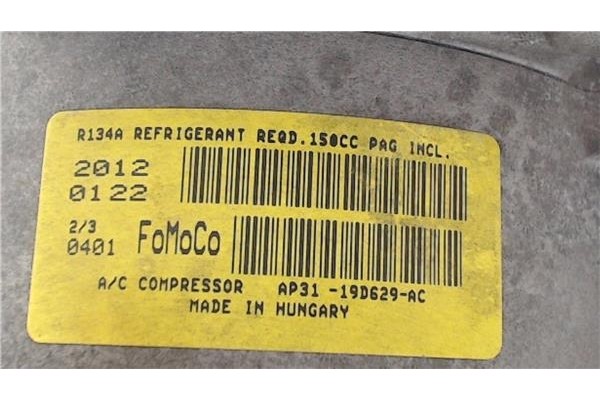 R134A REFRIGERANT REQD.150CC PAG INCL.
2012
0122
2/3
0401 FoMoCo
A/C COMPRESSOR AP31 -19D629-AC
MADE IN HUNGARY